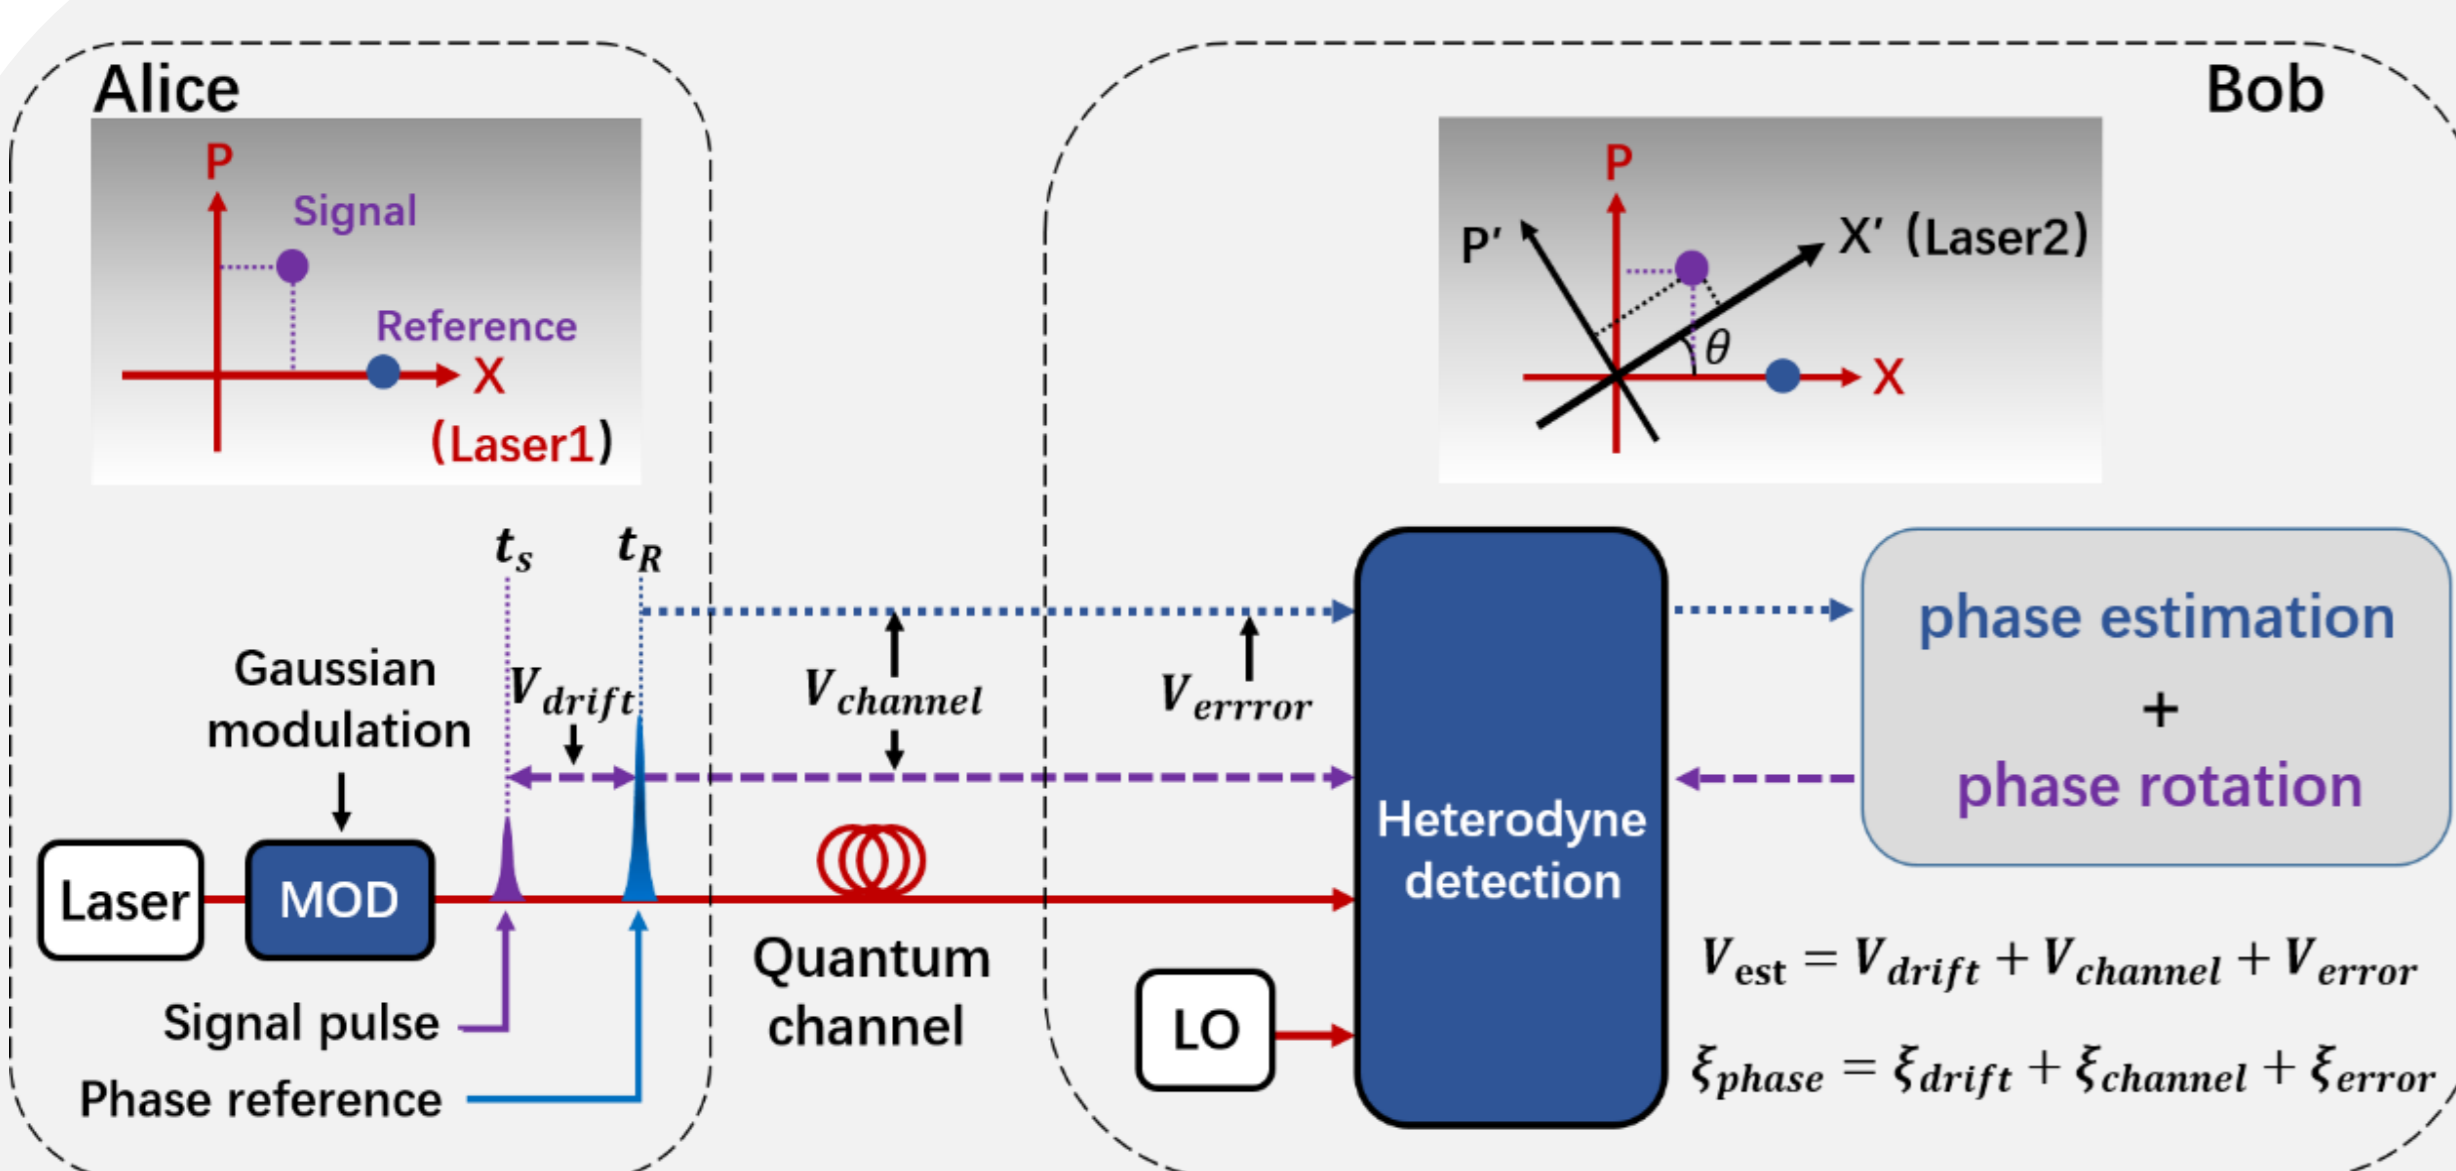 Alice
P
Signal
Reference
X
(Laser1)
Bob
P
P′
X′ (Laser2)
θ
X
t_s
t_R
Gaussian
modulation
V_drift
V_channel
V_errror
Laser
MOD
Signal pulse
Phase reference
Quantum
channel
LO
Heterodyne
detection
phase estimation
+
phase rotation
V_est = V_drift + V_channel + V_error
ξ_phase = ξ_drift + ξ_channel + ξ_error